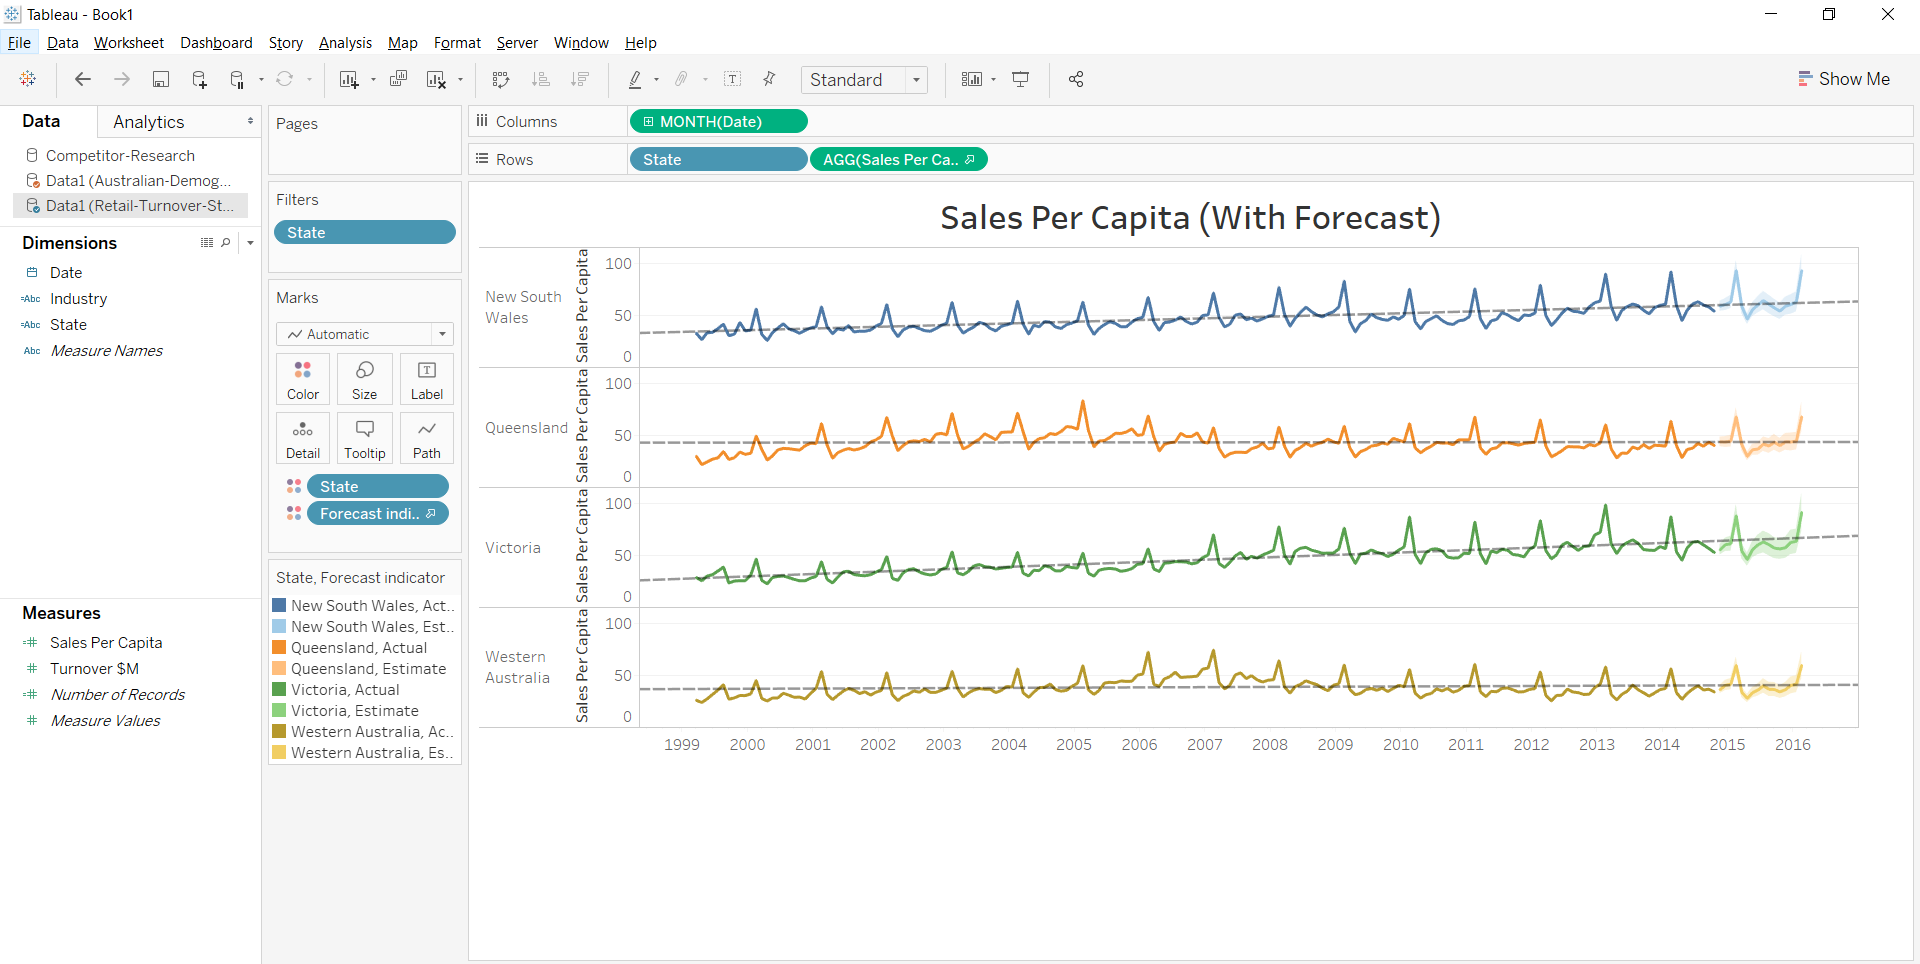 Tableau - Book1
File Data Worksheet Dashboard Story Analysis Map Format Server Window Help
Standard
Show Me
Data Analytics
Competitor-Research
Data1 (Australian-Demog...
Data1 (Retail-Turnover-St...
Dimensions
Date
=Abc Industry
=Abc State
Abc Measure Names
Measures
=# Sales Per Capita
# Turnover $M
=# Number of Records
# Measure Values
Pages
Filters
State
Marks
Automatic
Color Size Label
Detail Tooltip Path
State
Forecast indi..
State, Forecast indicator
New South Wales, Act..
New South Wales, Est..
Queensland, Actual
Queensland, Estimate
Victoria, Actual
Victoria, Estimate
Western Australia, Ac..
Western Australia, Es..
Columns MONTH(Date)
Rows State AGG(Sales Per Ca..
Sales Per Capita (With Forecast)
New South
Wales
Sales Per Capita
100
50
0
Queensland
Sales Per Capita
100
50
0
Victoria
Sales Per Capita
100
50
0
Western
Australia
Sales Per Capita
100
50
0
1999 2000 2001 2002 2003 2004 2005 2006 2007 2008 2009 2010 2011 2012 2013 2014 2015 2016